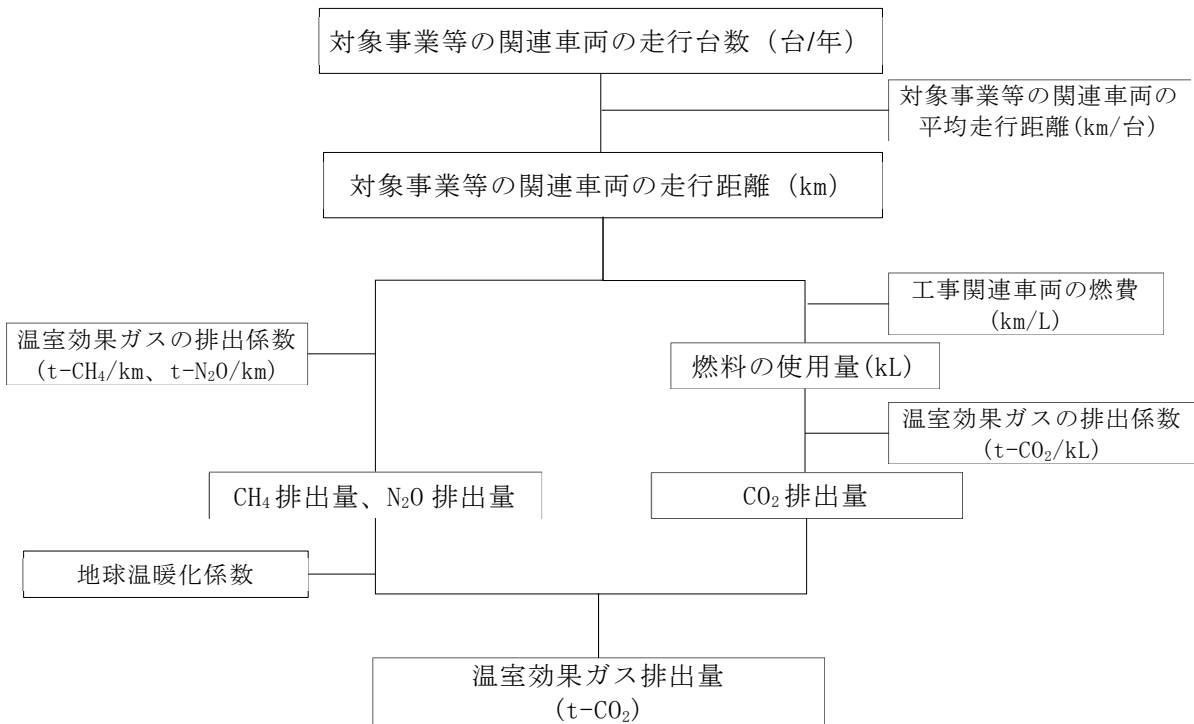 対象事業等の関連車両の走行台数（台/年）
対象事業等の関連車両の
平均走行距離(km/台)
対象事業等の関連車両の走行距離（km）
工事関連車両の燃費
(km/L)
温室効果ガスの排出係数
(t-CH₄/km、t-N₂O/km)
燃料の使用量(kL)
温室効果ガスの排出係数
(t-CO₂/kL)
CH₄排出量、N₂O排出量
CO₂排出量
地球温暖化係数
温室効果ガス排出量
(t-CO₂)